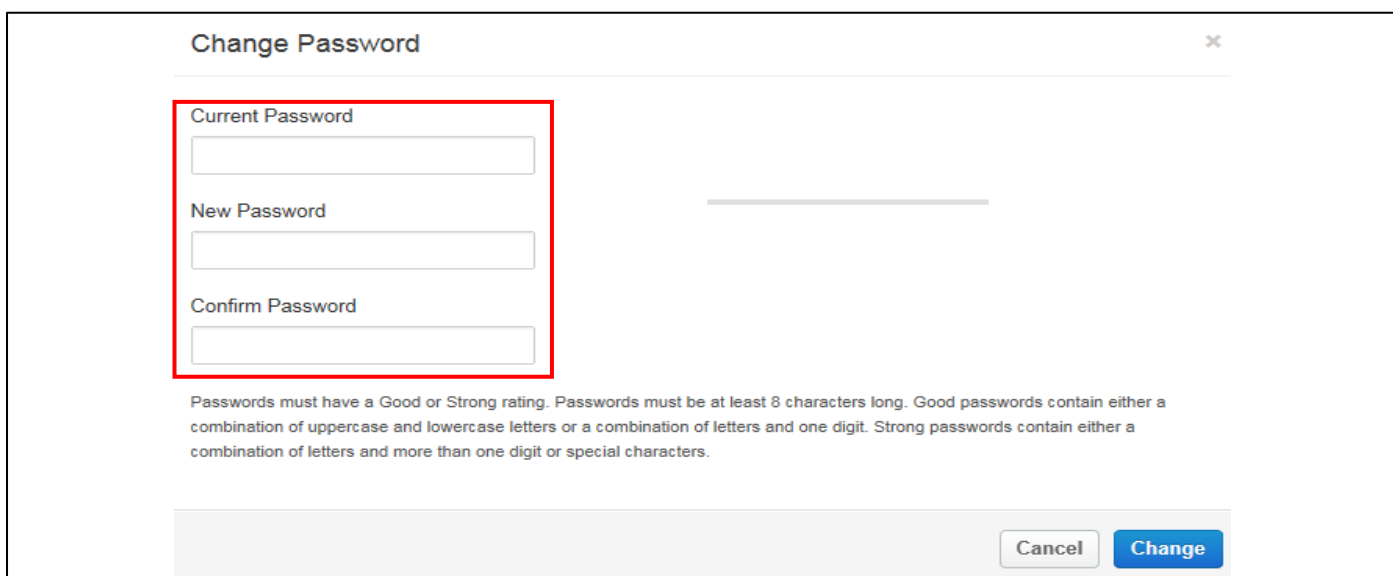 Change Password
×
Current Password
New Password
Confirm Password
Passwords must have a Good or Strong rating. Passwords must be at least 8 characters long. Good passwords contain either a
combination of uppercase and lowercase letters or a combination of letters and one digit. Strong passwords contain either a
combination of letters and more than one digit or special characters.
Cancel Change